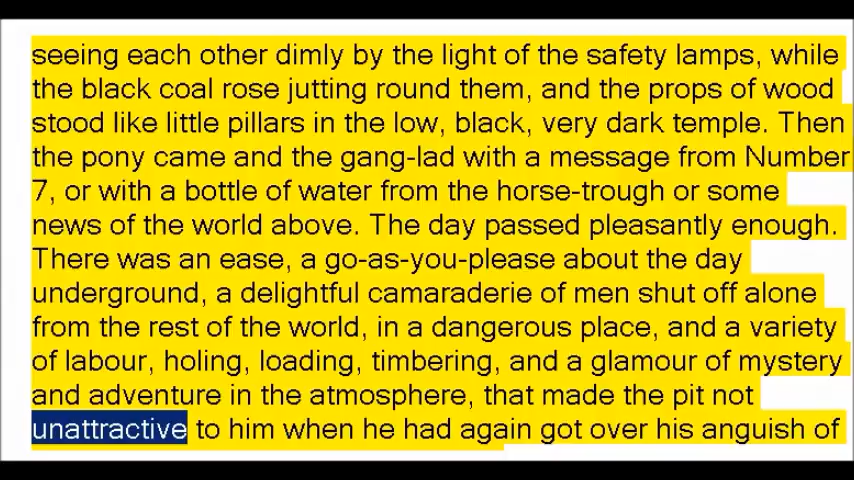 seeing each other dimly by the light of the safety lamps, while
the black coal rose jutting round them, and the props of wood
stood like little pillars in the low, black, very dark temple. Then
the pony came and the gang-lad with a message from Number
7, or with a bottle of water from the horse-trough or some
news of the world above. The day passed pleasantly enough.
There was an ease, a go-as-you-please about the day
underground, a delightful camaraderie of men shut off alone
from the rest of the world, in a dangerous place, and a variety
of labour, holing, loading, timbering, and a glamour of mystery
and adventure in the atmosphere, that made the pit not
unattractive to him when he had again got over his anguish of